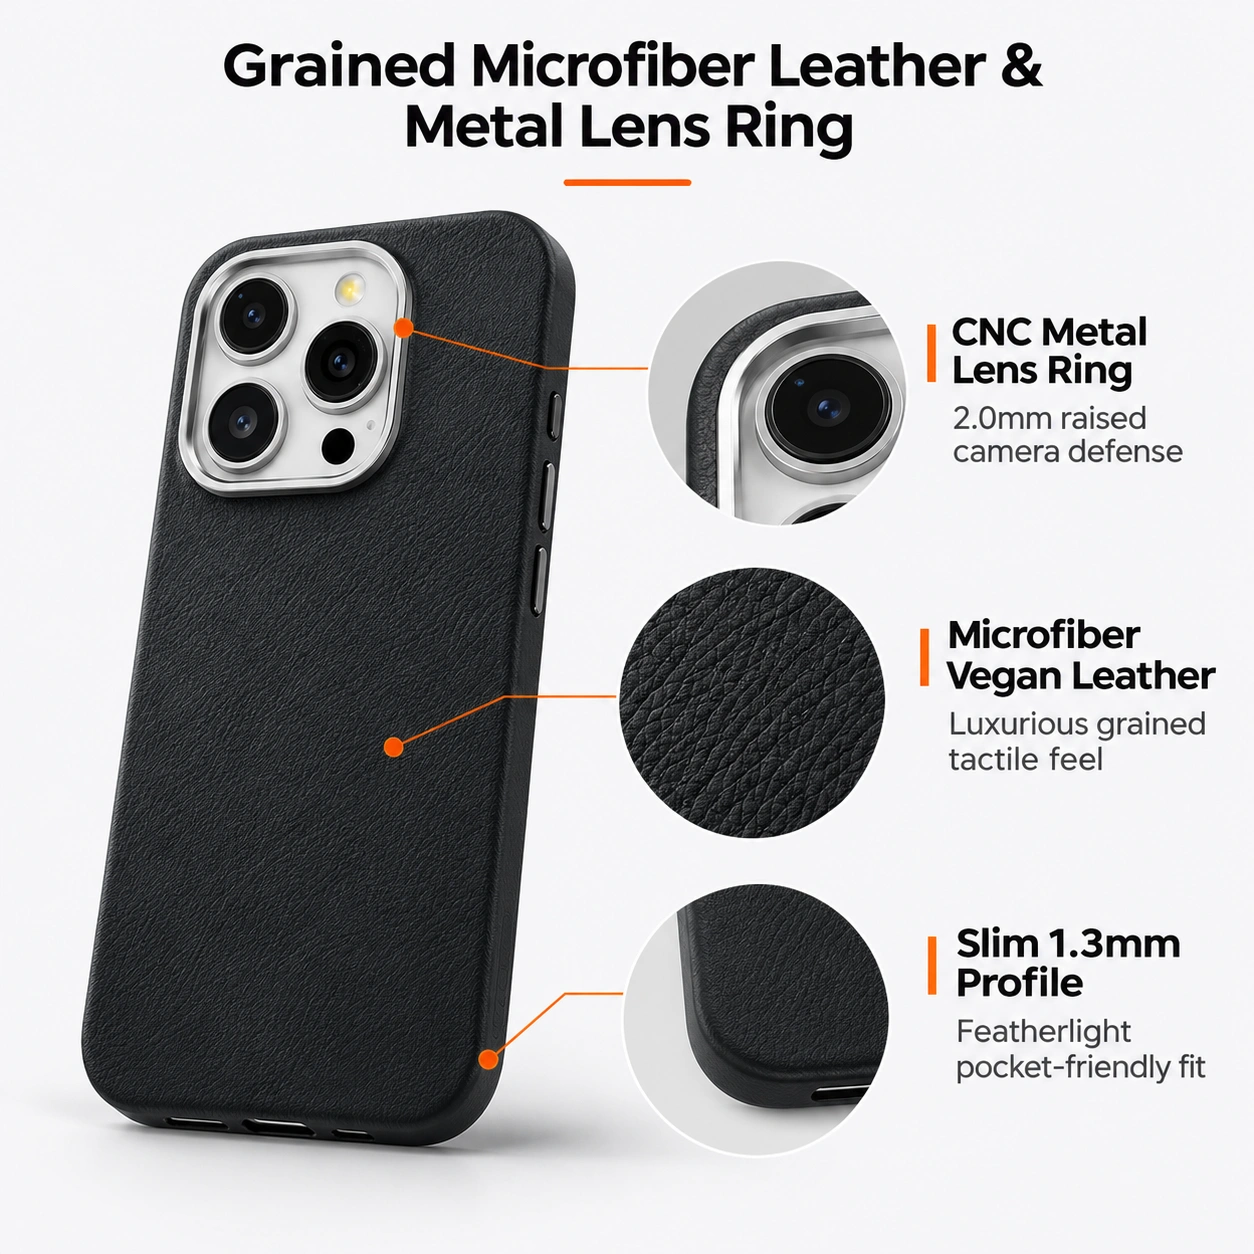 Grained Microfiber Leather &
Metal Lens Ring
CNC Metal
Lens Ring
2.0mm raised
camera defense
Microfiber
Vegan Leather
Luxurious grained
tactile feel
Slim 1.3mm
Profile
Featherlight
pocket-friendly fit